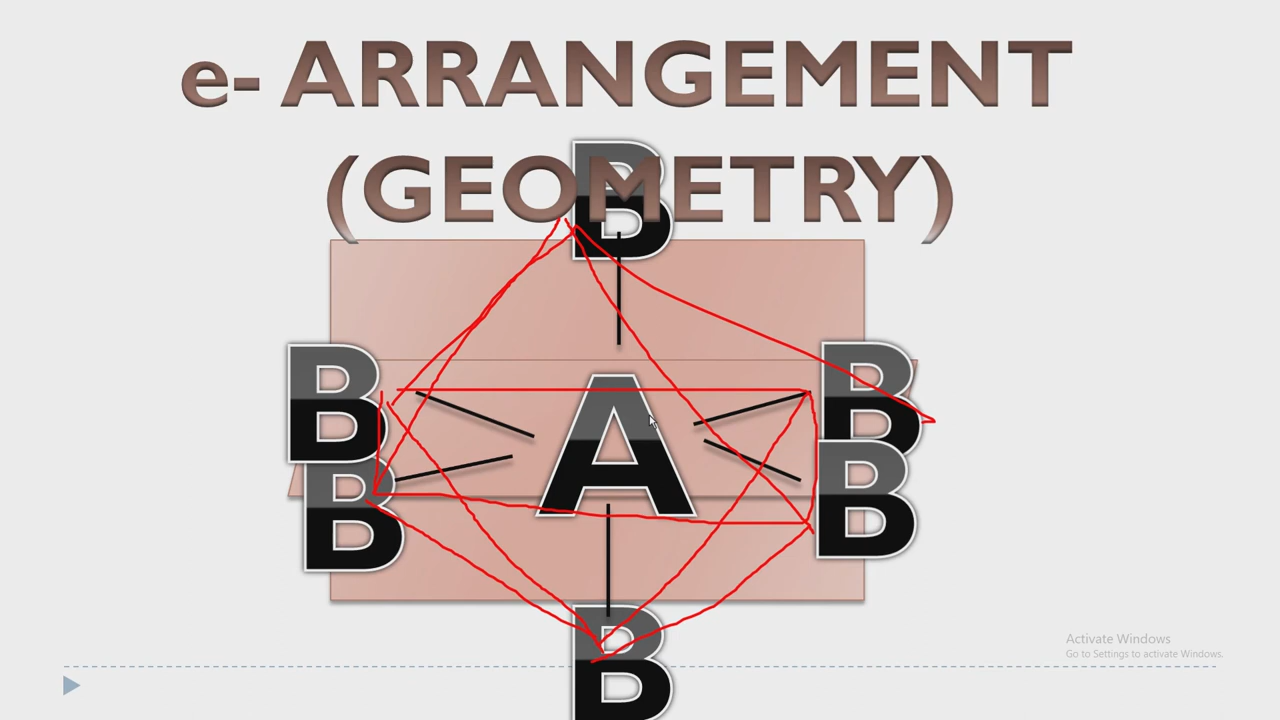 e- ARRANGEMENT
(GEOMETRY)
B
B
B
A
B
B
B
Activate Windows
Go to Settings to activate Windows.